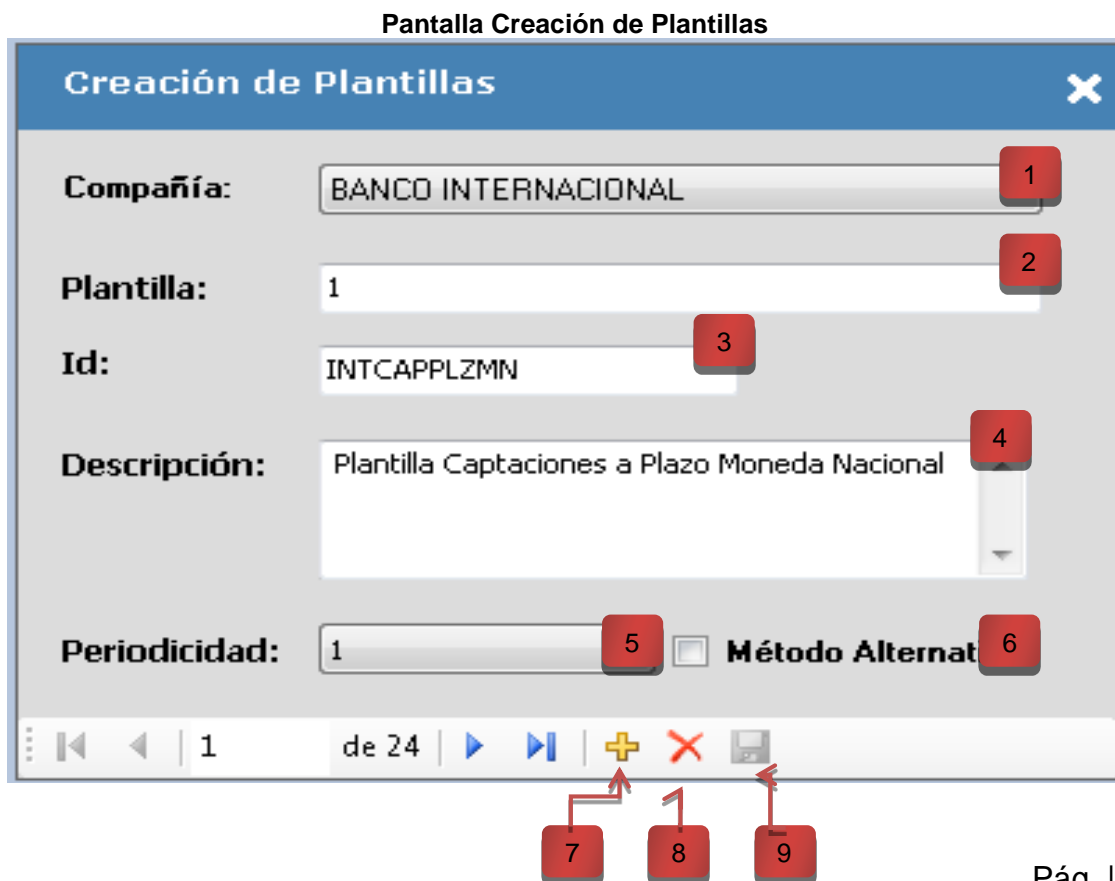 Pantalla Creación de Plantillas
Creación de Plantillas
1
Compañía: BANCO INTERNACIONAL
2
Plantilla: 1
3
Id: INTCAPPLZMN
4
Descripción: Plantilla Captaciones a Plazo Moneda Nacional
Periodicidad: 1 5 Método Alternat 6
1 de 24
7 8 9
Pág. |